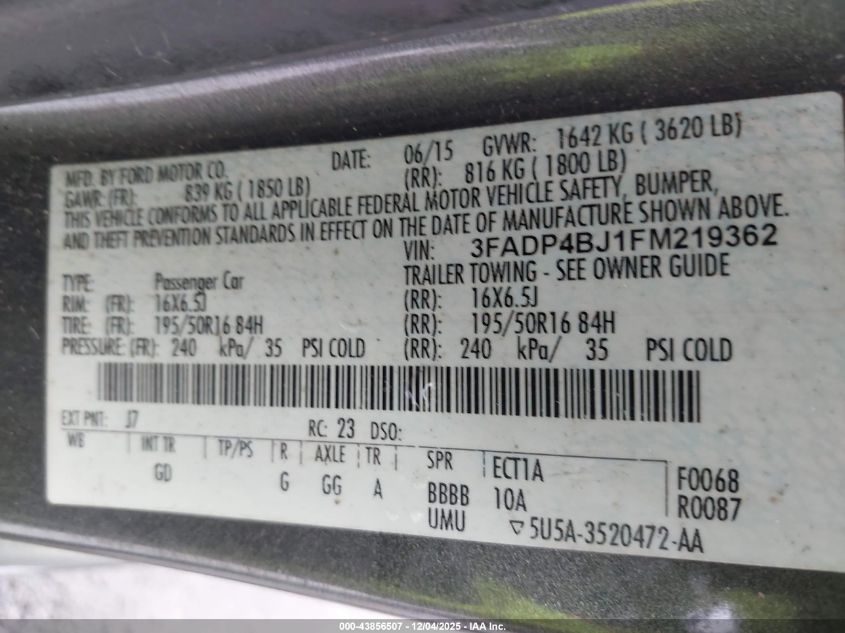 MFD. BY FORD MOTOR CO. DATE: 06/15 GVWR: 1642 KG ( 3620 LB)
GAWR: (FR): 839 KG ( 1850 LB) (RR): 816 KG ( 1800 LB)
THIS VEHICLE CONFORMS TO ALL APPLICABLE FEDERAL MOTOR VEHICLE SAFETY, BUMPER,
AND THEFT PREVENTION STANDARDS IN EFFECT ON THE DATE OF MANUFACTURE SHOWN ABOVE.
VIN: 3FADP4BJ1FM219362
TYPE: Passenger Car TRAILER TOWING - SEE OWNER GUIDE
RIM: (FR): 16X6.5J (RR): 16X6.5J
TIRE: (FR): 195/50R16 84H (RR): 195/50R16 84H
PRESSURE: (FR): 240 kPa/ 35 PSI COLD (RR): 240 kPa/ 35 PSI COLD
EXT PNT: J7 RC: 23 DSO:
WB INT TR TP/PS R AXLE TR SPR ECT1A F0068
GD G GG A BBBB 10A R0087
UMU ▽5U5A-3520472-AA
000-43856507 - 12/04/2025 - IAA Inc.